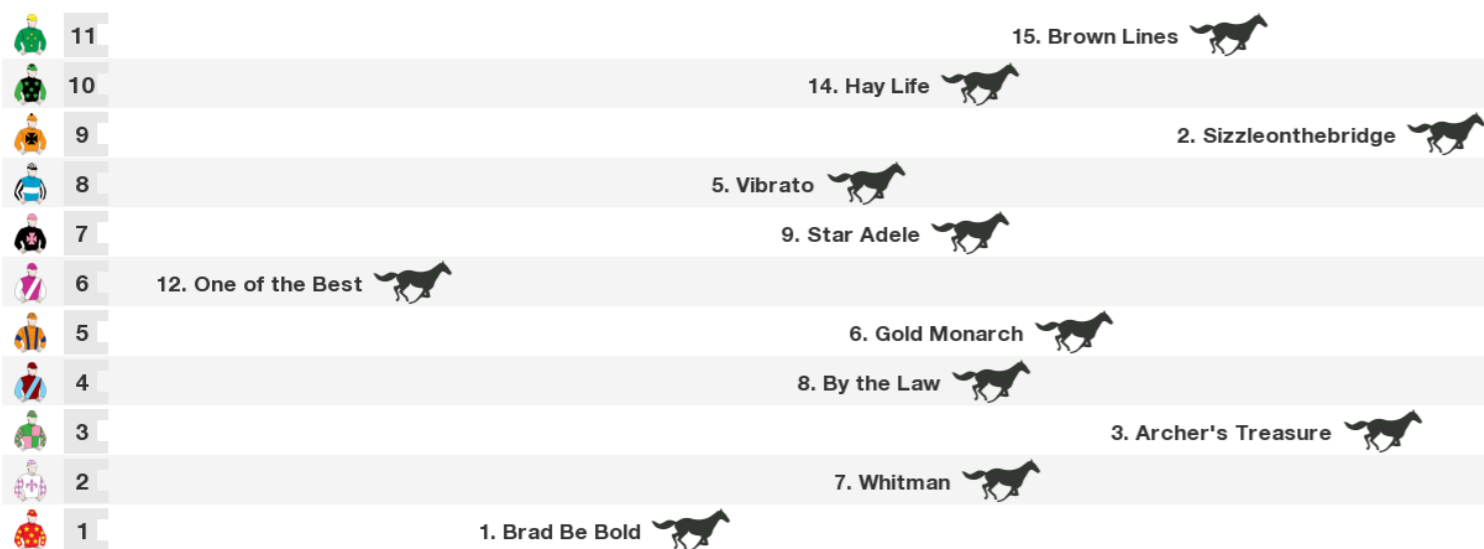 11 15. Brown Lines
10 14. Hay Life
9 2. Sizzleonthebridge
8 5. Vibrato
7 9. Star Adele
6 12. One of the Best
5 6. Gold Monarch
4 8. By the Law
3 3. Archer's Treasure
2 7. Whitman
1 1. Brad Be Bold